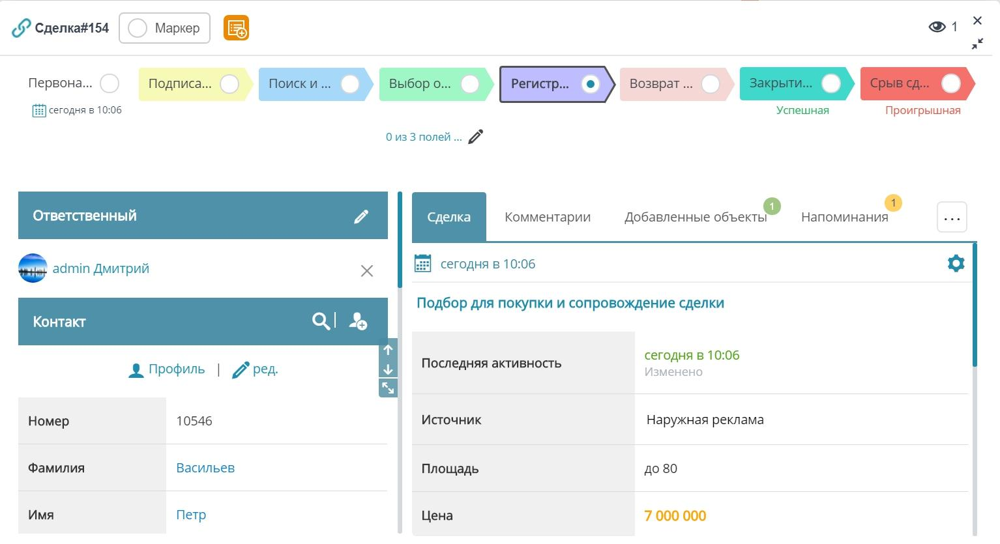 Сделка#154
Маркер
1
Первона...
Подписа...
Поиск и ...
Выбор о...
Регистр...
Возврат ...
Закрыти...
Срыв сд...
сегодня в 10:06
Успешная
Проигрышная
0 из 3 полей ...
Ответственный
admin Дмитрий
Контакт
Профиль | ред.
Номер
10546
Фамилия
Васильев
Имя
Петр
Сделка
Комментарии
Добавленные объекты
1
Напоминания
1
...
сегодня в 10:06
Подбор для покупки и сопровождение сделки
Последняя активность
сегодня в 10:06
Изменено
Источник
Наружная реклама
Площадь
до 80
Цена
7 000 000